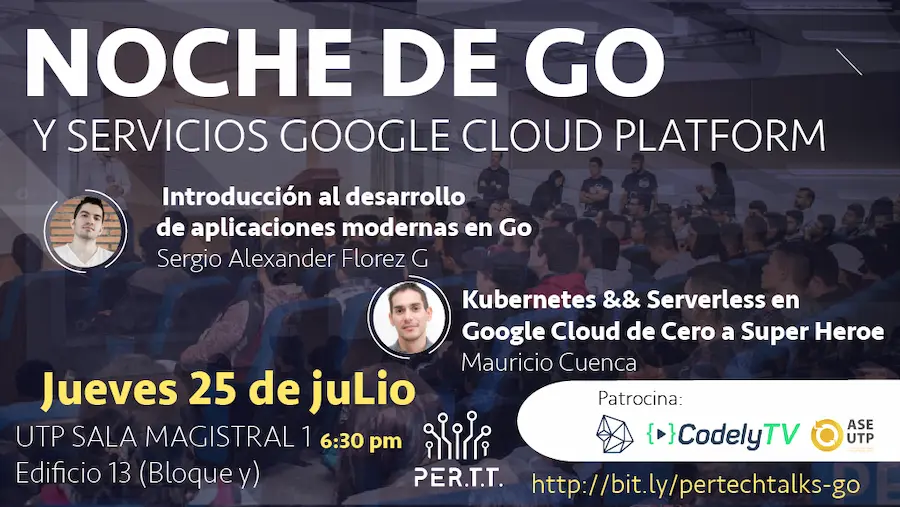 NOCHE DE GO
Y SERVICIOS GOOGLE CLOUD PLATFORM
Introducción al desarrollo
de aplicaciones modernas en Go
Sergio Alexander Florez G
Kubernetes && Serverless en
Google Cloud de Cero a Super Heroe
Mauricio Cuenca
Jueves 25 de juLio
UTP SALA MAGISTRAL 1 6:30 pm
Edificio 13 (Bloque y)
PER.T.T.
Patrocina:
CodelyTV
ASE
UTP
http://bit.ly/pertechtalks-go